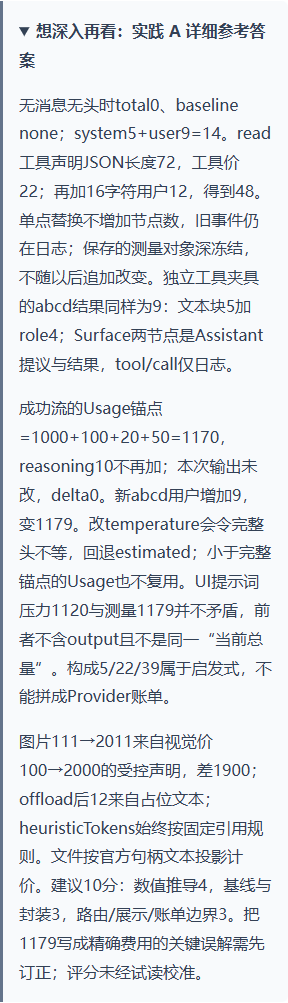 ▼ 想深入再看：实践 A 详细参考答
案
无消息无头时total0、baseline
none；system5+user9=14。read
工具声明JSON长度72，工具价
22；再加16字符用户12，得到48。
单点替换不增加节点数，旧事件仍
在日志；保存的测量对象深冻结，
不随以后追加改变。独立工具夹具
的abcd结果同样为9：文本块5加
role4；Surface两节点是Assistant
提议与结果，tool/call仅日志。
成功流的Usage锚点
=1000+100+20+50=1170，
reasoning10不再加；本次输出未
改，delta0。新abcd用户增加9，
变1179。改temperature会令完整
头不等，回退estimated；小于完整
锚点的Usage也不复用。UI提示词
压力1120与测量1179并不矛盾，前
者不含output且不是同一“当前总
量”。构成5/22/39属于启发式，不
能拼成Provider账单。
图片111→2011来自视觉价
100→2000的受控声明，差1900；
offload后12来自占位文本；
heuristicTokens始终按固定引用规
则。文件按官方句柄文本投影计
价。建议10分：数值推导4，基线与
封装3，路由/展示/账单边界3。把
1179写成精确费用的关键误解需先
订正；评分未经试读校准。